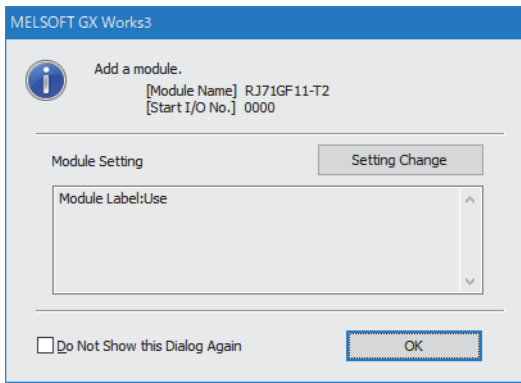 MELSOFT GX Works3
Add a module.
[Module Name] RJ71GF11-T2
[Start I/O No.] 0000
Module Setting
Setting Change
Module Label:Use
Do Not Show this Dialog Again
OK